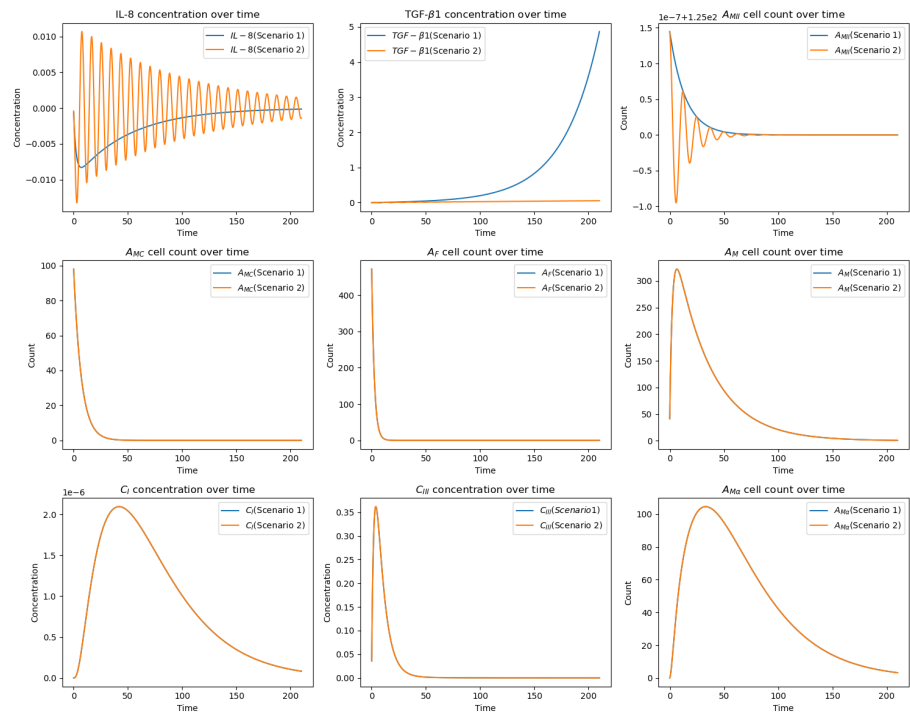 IL-8 concentration over time
0.010
0.005
0.000
−0.005
−0.010
Concentration
IL − 8(Scenario 1)
IL − 8(Scenario 2)
0
50
100
150
200
Time
TGF-β1 concentration over time
5
4
3
2
1
0
Concentration
TGF − β1(Scenario 1)
TGF − β1(Scenario 2)
0
50
100
150
200
Time
A_MII cell count over time
1e−7+1.25e2
1.5
1.0
0.5
0.0
−0.5
−1.0
Count
A_MII(Scenario 1)
A_MII(Scenario 2)
0
50
100
150
200
Time
A_MC cell count over time
100
80
60
40
20
0
Count
A_MC(Scenario 1)
A_MC(Scenario 2)
0
50
100
150
200
Time
A_F cell count over time
400
300
200
100
0
Count
A_F(Scenario 1)
A_F(Scenario 2)
0
50
100
150
200
Time
A_M cell count over time
300
250
200
150
100
50
0
Count
A_M(Scenario 1)
A_M(Scenario 2)
0
50
100
150
200
Time
C_I concentration over time
1e−6
2.0
1.5
1.0
0.5
0.0
Concentration
C_I(Scenario 1)
C_I(Scenario 2)
0
50
100
150
200
Time
C_III concentration over time
0.35
0.30
0.25
0.20
0.15
0.10
0.05
0.00
Concentration
C_III(Scenario1)
C_III(Scenario 2)
0
50
100
150
200
Time
A_Mα cell count over time
100
80
60
40
20
0
Count
A_Mα(Scenario 1)
A_Mα(Scenario 2)
0
50
100
150
200
Time